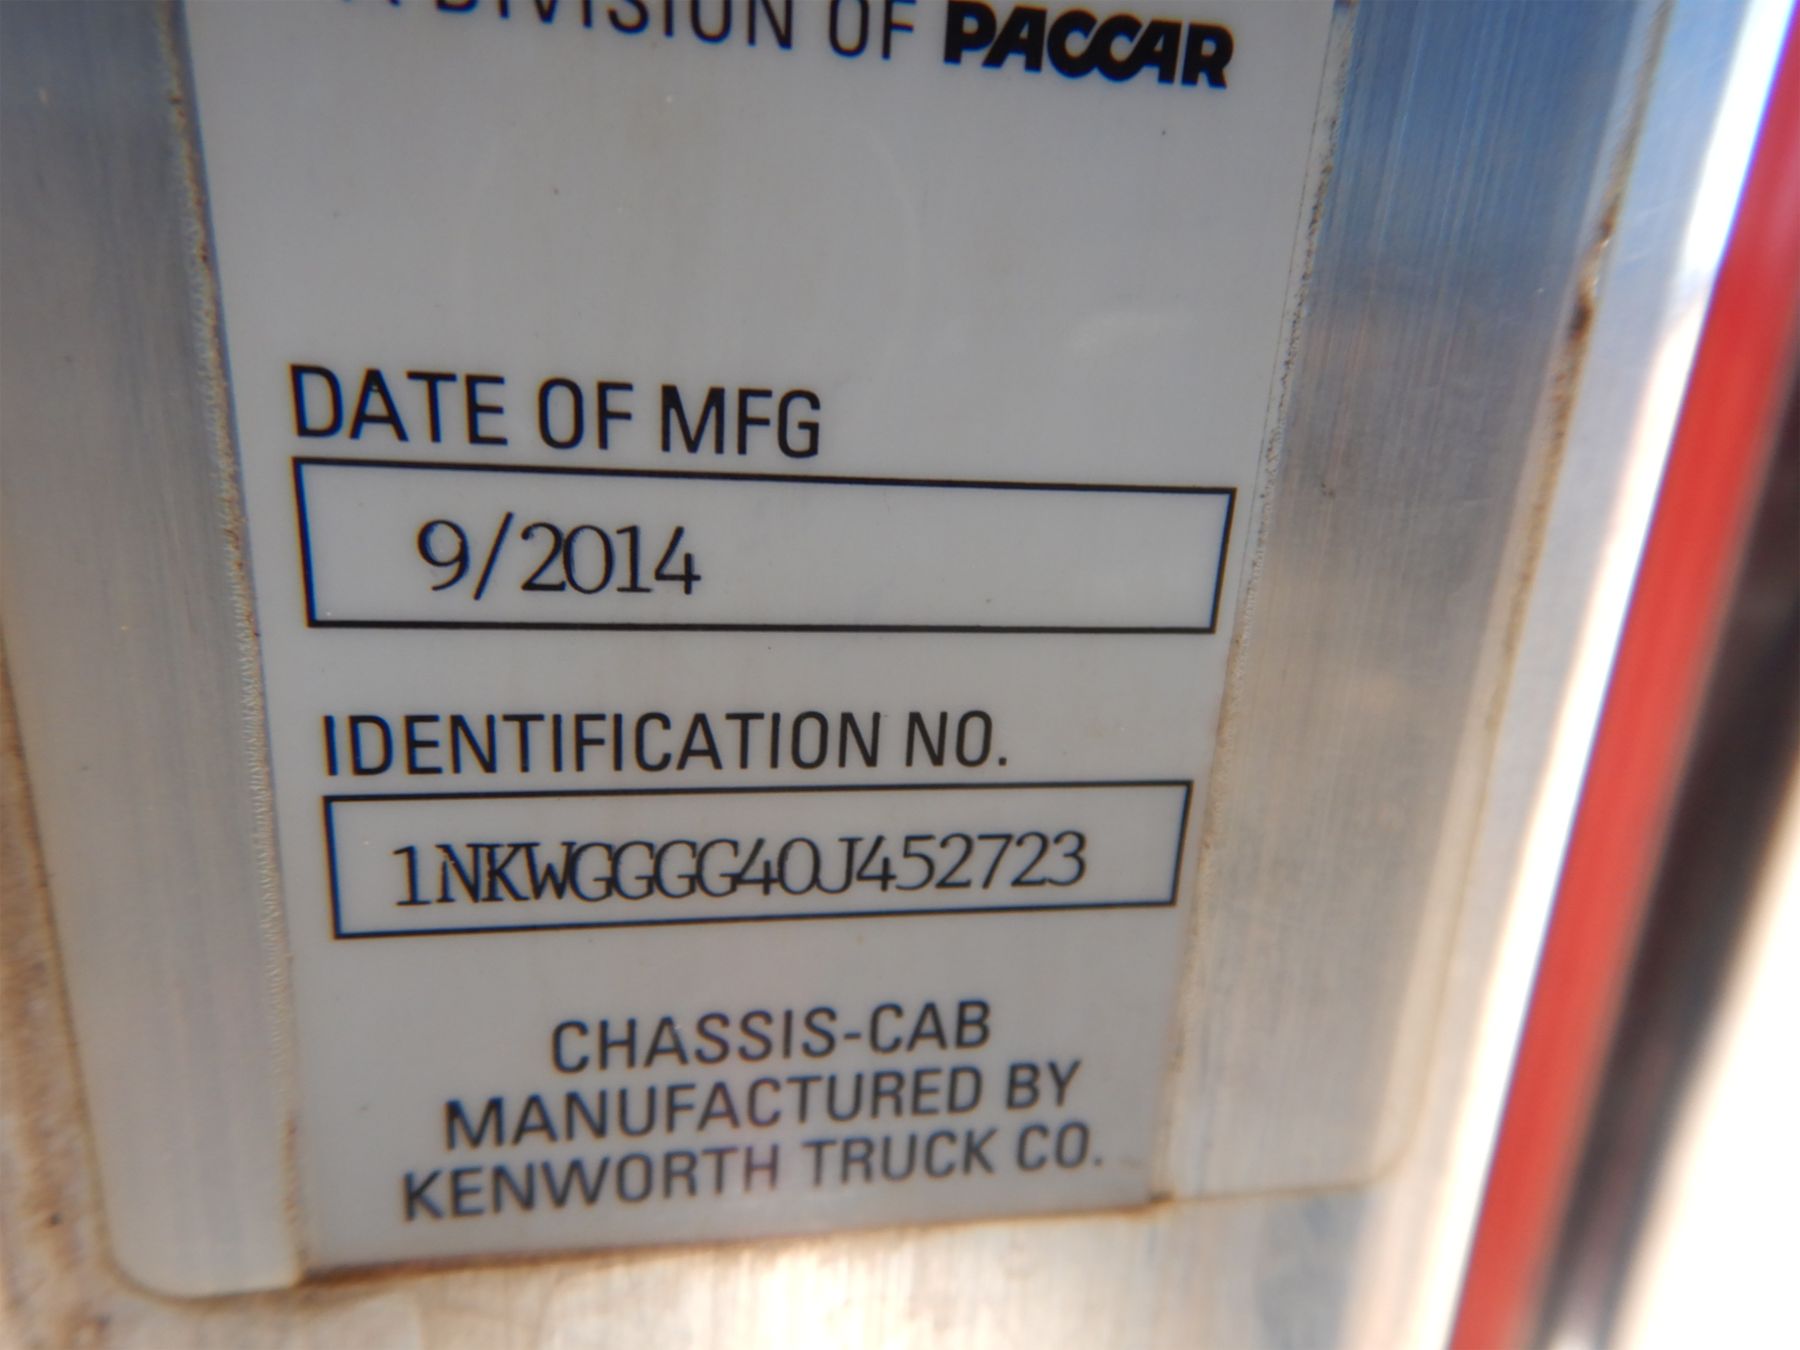 A DIVISION OF PACCAR
DATE OF MFG
9/2014
IDENTIFICATION NO.
1NKWGGGG40J452723
CHASSIS-CAB
MANUFACTURED BY
KENWORTH TRUCK CO.